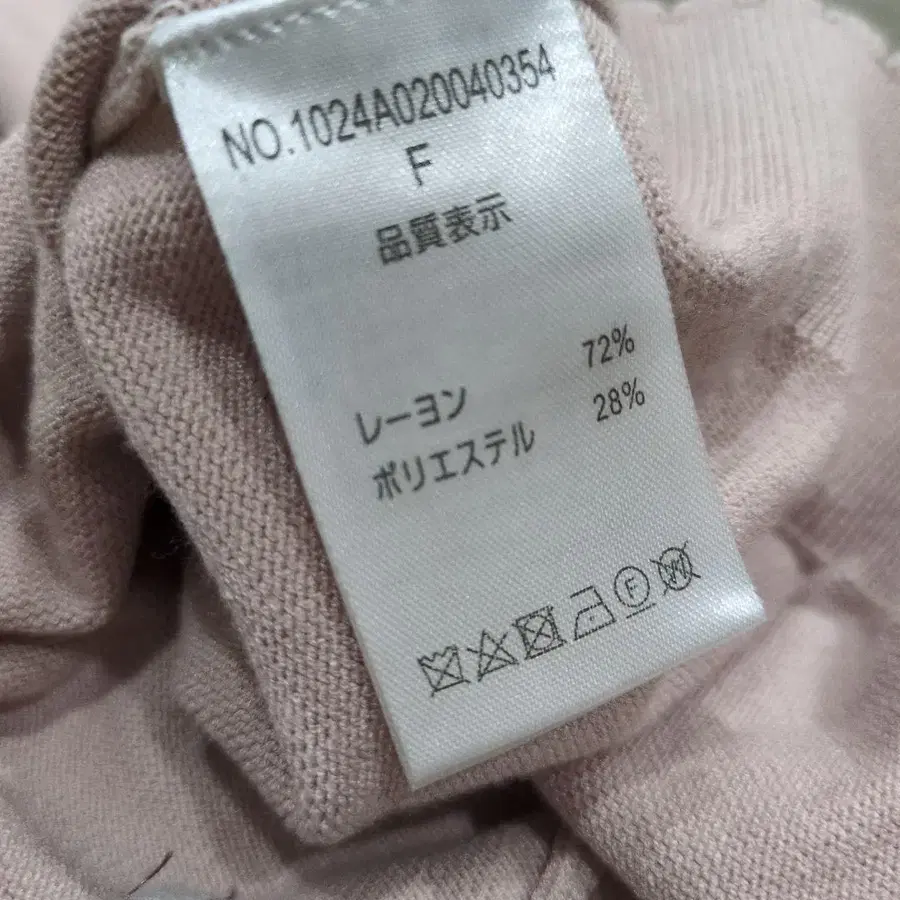 NO.1024A020040354
F
品質表示
レーヨン 72%
ポリエステル 28%
F W